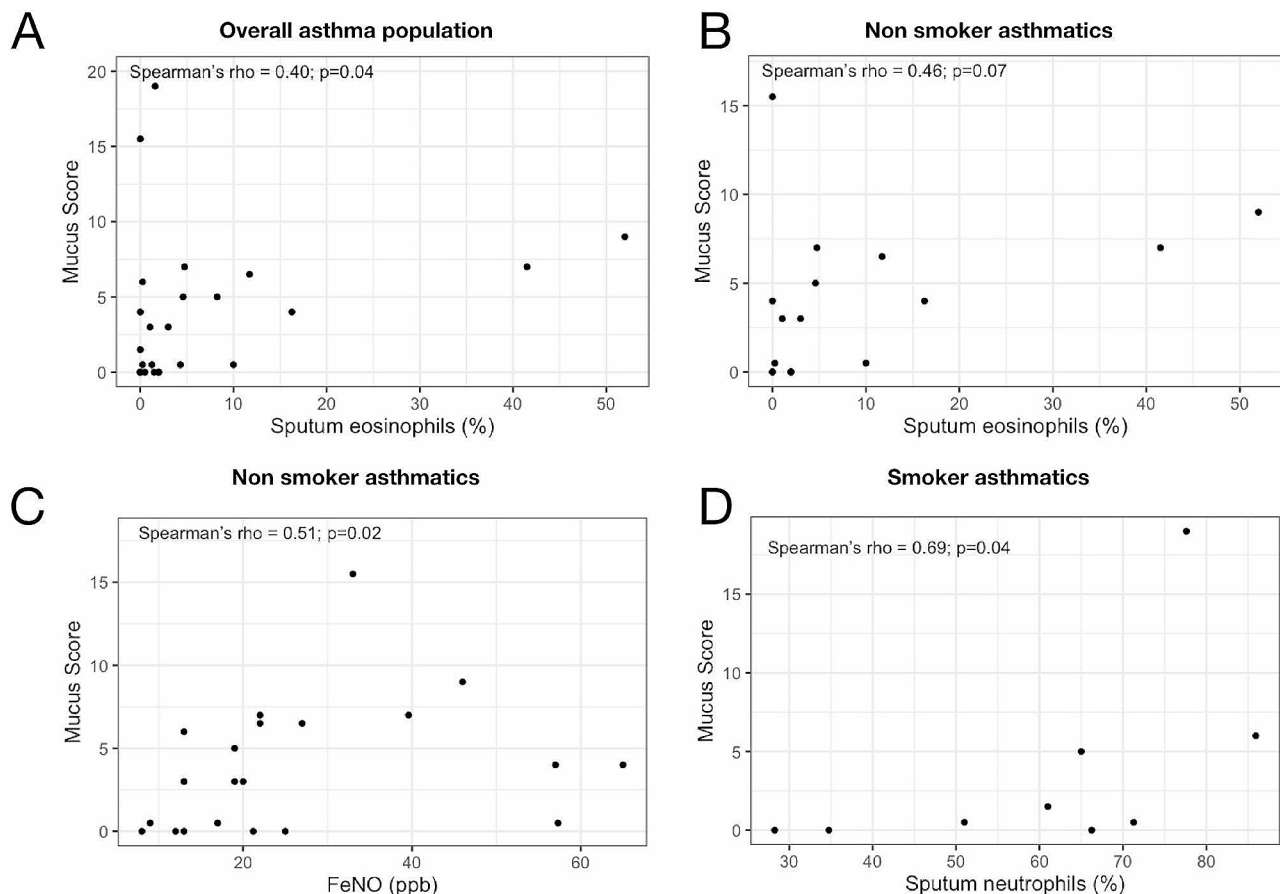 A
Overall asthma population
Spearman's rho = 0.40; p=0.04
20
15
10
5
0
Mucus Score
0 10 20 30 40 50
Sputum eosinophils (%)
B
Non smoker asthmatics
Spearman's rho = 0.46; p=0.07
15
10
5
0
Mucus Score
0 10 20 30 40 50
Sputum eosinophils (%)
C
Non smoker asthmatics
Spearman's rho = 0.51; p=0.02
15
10
5
0
Mucus Score
20 40 60
FeNO (ppb)
D
Smoker asthmatics
Spearman's rho = 0.69; p=0.04
15
10
5
0
Mucus Score
30 40 50 60 70 80
Sputum neutrophils (%)